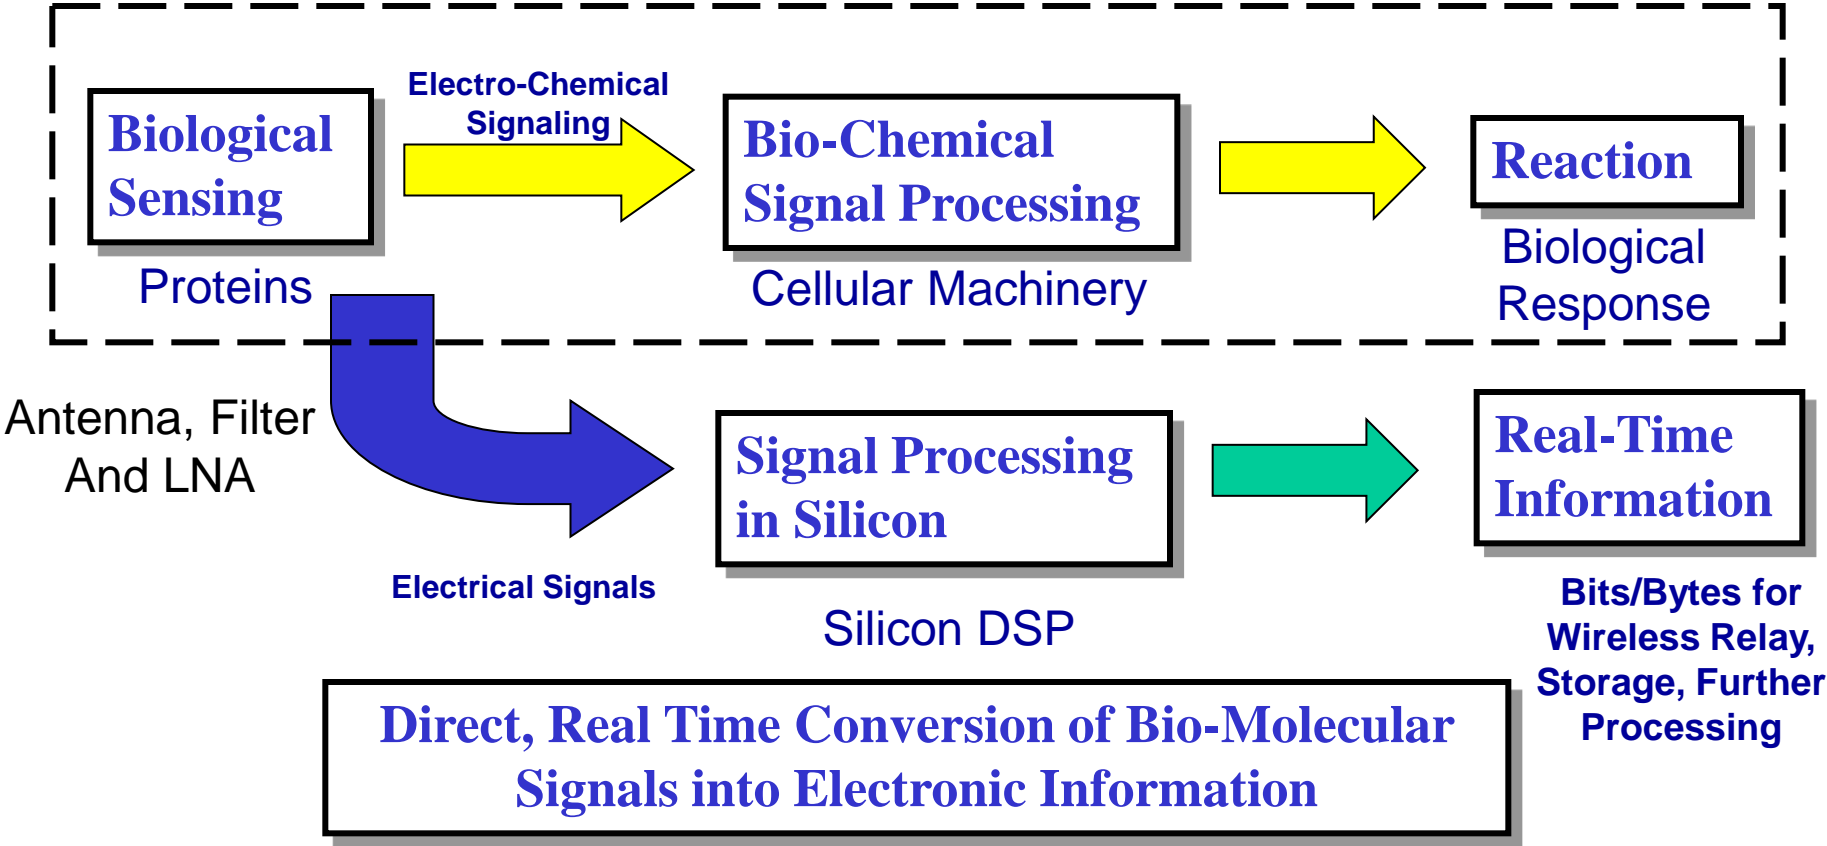 Electro-Chemical
Signaling
Biological
Sensing
Bio-Chemical
Signal Processing
Reaction
Proteins
Cellular Machinery
Biological
Response
Antenna, Filter
And LNA
Signal Processing
in Silicon
Real-Time
Information
Electrical Signals
Silicon DSP
Bits/Bytes for
Wireless Relay,
Storage, Further
Processing
Direct, Real Time Conversion of Bio-Molecular
Signals into Electronic Information